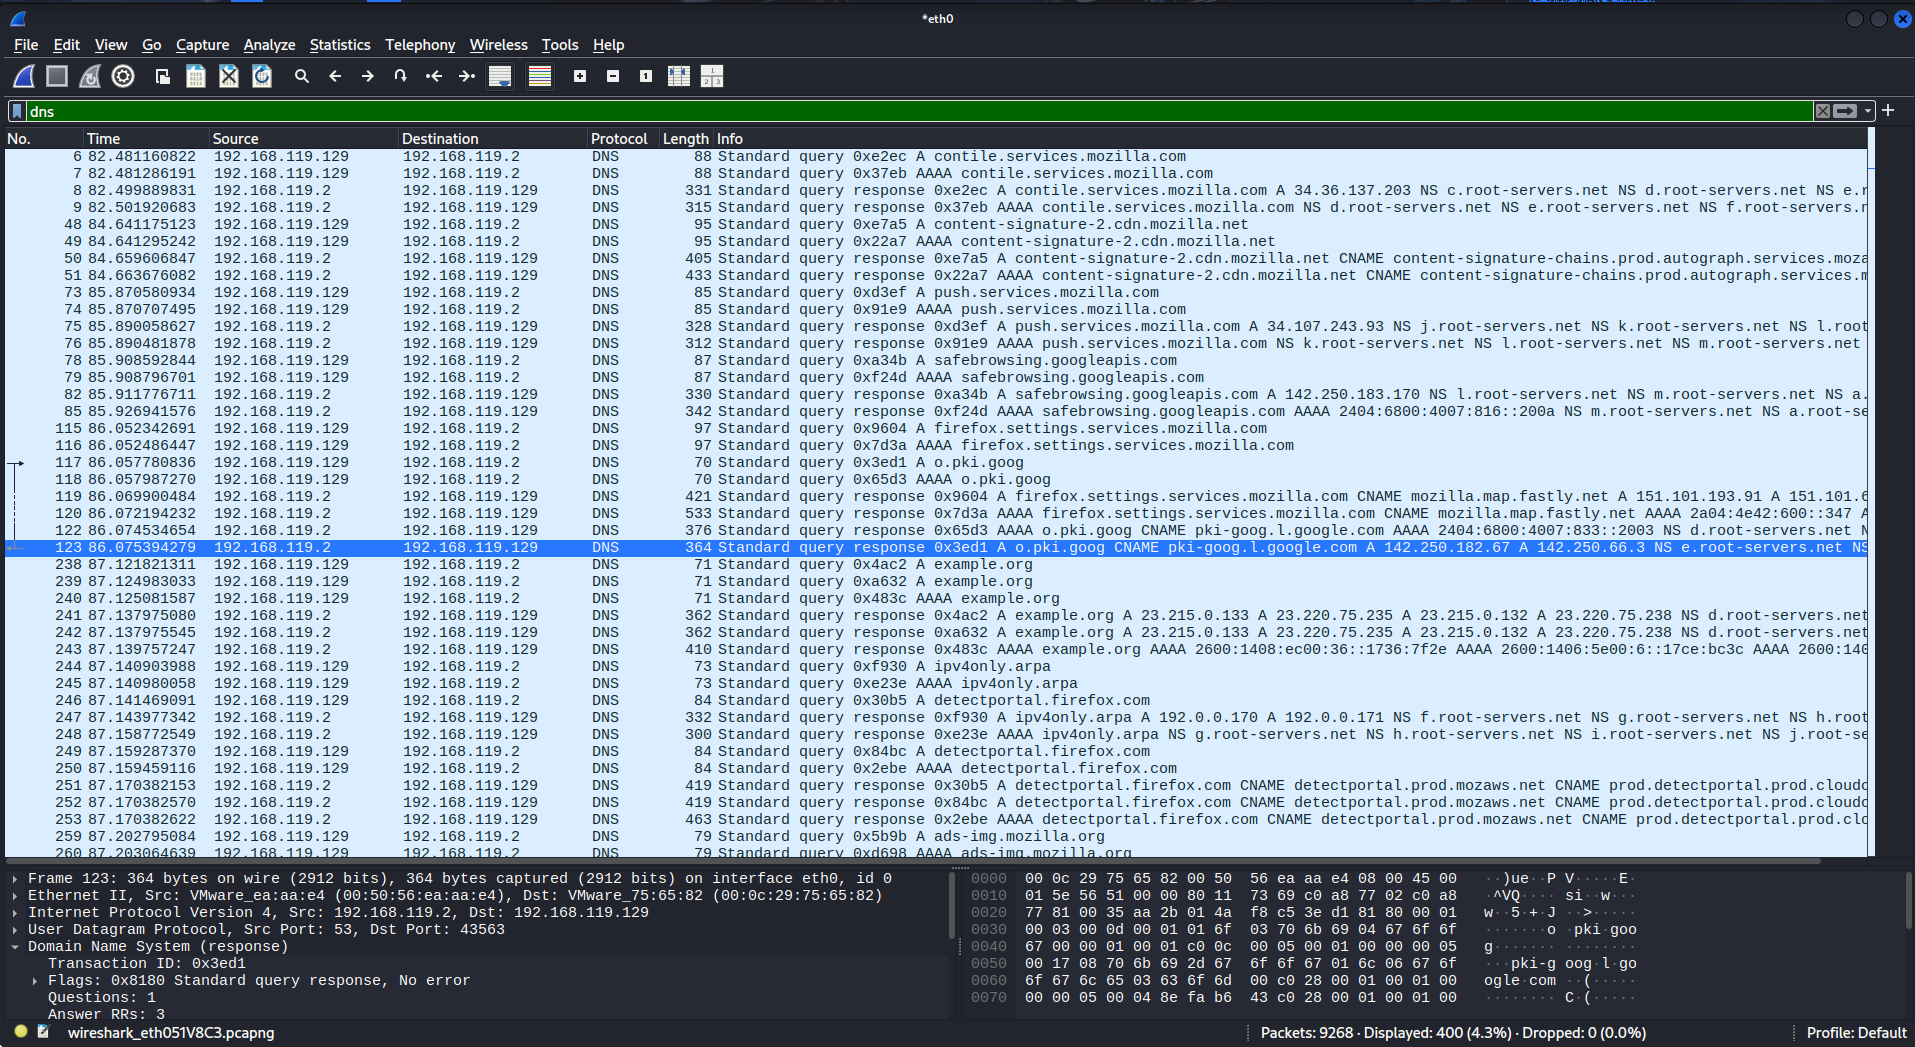 *eth0
File Edit View Go Capture Analyze Statistics Telephony Wireless Tools Help
dns
No. Time Source Destination Protocol Length Info
6 82.481160822 192.168.119.129 192.168.119.2 DNS 88 Standard query 0xe2ec A contile.services.mozilla.com
7 82.481286191 192.168.119.129 192.168.119.2 DNS 88 Standard query 0x37eb AAAA contile.services.mozilla.com
8 82.499889831 192.168.119.2 192.168.119.129 DNS 331 Standard query response 0xe2ec A contile.services.mozilla.com A 34.36.137.203 NS c.root-servers.net NS d.root-servers.net NS e.r
9 82.501920683 192.168.119.2 192.168.119.129 DNS 315 Standard query response 0x37eb AAAA contile.services.mozilla.com NS d.root-servers.net NS e.root-servers.net NS f.root-servers.r
48 84.641175123 192.168.119.129 192.168.119.2 DNS 95 Standard query 0xe7a5 A content-signature-2.cdn.mozilla.net
49 84.641295242 192.168.119.129 192.168.119.2 DNS 95 Standard query 0x22a7 AAAA content-signature-2.cdn.mozilla.net
50 84.659606847 192.168.119.2 192.168.119.129 DNS 405 Standard query response 0xe7a5 A content-signature-2.cdn.mozilla.net CNAME content-signature-chains.prod.autograph.services.moza
51 84.663676082 192.168.119.2 192.168.119.129 DNS 433 Standard query response 0x22a7 AAAA content-signature-2.cdn.mozilla.net CNAME content-signature-chains.prod.autograph.services.m
73 85.870580934 192.168.119.129 192.168.119.2 DNS 85 Standard query 0xd3ef A push.services.mozilla.com
74 85.870707495 192.168.119.129 192.168.119.2 DNS 85 Standard query 0x91e9 AAAA push.services.mozilla.com
75 85.890058627 192.168.119.2 192.168.119.129 DNS 328 Standard query response 0xd3ef A push.services.mozilla.com A 34.107.243.93 NS j.root-servers.net NS k.root-servers.net NS l.root
76 85.890481878 192.168.119.2 192.168.119.129 DNS 312 Standard query response 0x91e9 AAAA push.services.mozilla.com NS k.root-servers.net NS l.root-servers.net NS m.root-servers.net
78 85.908592844 192.168.119.129 192.168.119.2 DNS 87 Standard query 0xa34b A safebrowsing.googleapis.com
79 85.908796701 192.168.119.129 192.168.119.2 DNS 87 Standard query 0xf24d AAAA safebrowsing.googleapis.com
82 85.911776711 192.168.119.2 192.168.119.129 DNS 330 Standard query response 0xa34b A safebrowsing.googleapis.com A 142.250.183.170 NS l.root-servers.net NS m.root-servers.net NS a.
85 85.926941576 192.168.119.2 192.168.119.129 DNS 342 Standard query response 0xf24d AAAA safebrowsing.googleapis.com AAAA 2404:6800:4007:816::200a NS m.root-servers.net NS a.root-se
115 86.052342691 192.168.119.129 192.168.119.2 DNS 97 Standard query 0x9604 A firefox.settings.services.mozilla.com
116 86.052486447 192.168.119.129 192.168.119.2 DNS 97 Standard query 0x7d3a AAAA firefox.settings.services.mozilla.com
117 86.057780836 192.168.119.129 192.168.119.2 DNS 70 Standard query 0x3ed1 A o.pki.goog
118 86.057987270 192.168.119.129 192.168.119.2 DNS 70 Standard query 0x65d3 AAAA o.pki.goog
119 86.069900484 192.168.119.2 192.168.119.129 DNS 421 Standard query response 0x9604 A firefox.settings.services.mozilla.com CNAME mozilla.map.fastly.net A 151.101.193.91 A 151.101.6
120 86.072194232 192.168.119.2 192.168.119.129 DNS 533 Standard query response 0x7d3a AAAA firefox.settings.services.mozilla.com CNAME mozilla.map.fastly.net AAAA 2a04:4e42:600::347 A
122 86.074534654 192.168.119.2 192.168.119.129 DNS 376 Standard query response 0x65d3 AAAA o.pki.goog CNAME pki-goog.l.google.com AAAA 2404:6800:4007:833::2003 NS d.root-servers.net N
123 86.075394279 192.168.119.2 192.168.119.129 DNS 364 Standard query response 0x3ed1 A o.pki.goog CNAME pki-goog.l.google.com A 142.250.182.67 A 142.250.66.3 NS e.root-servers.net NS
238 87.121821311 192.168.119.129 192.168.119.2 DNS 71 Standard query 0x4ac2 A example.org
239 87.124983033 192.168.119.129 192.168.119.2 DNS 71 Standard query 0xa632 A example.org
240 87.125081587 192.168.119.129 192.168.119.2 DNS 71 Standard query 0x483c AAAA example.org
241 87.137975080 192.168.119.2 192.168.119.129 DNS 362 Standard query response 0x4ac2 A example.org A 23.215.0.133 A 23.220.75.235 A 23.215.0.132 A 23.220.75.238 NS d.root-servers.net
242 87.137975545 192.168.119.2 192.168.119.129 DNS 362 Standard query response 0xa632 A example.org A 23.215.0.133 A 23.220.75.235 A 23.215.0.132 A 23.220.75.238 NS d.root-servers.net
243 87.139757247 192.168.119.2 192.168.119.129 DNS 410 Standard query response 0x483c AAAA example.org AAAA 2600:1408:ec00:36::1736:7f2e AAAA 2600:1406:5e00:6::17ce:bc3c AAAA 2600:140
244 87.140903988 192.168.119.129 192.168.119.2 DNS 73 Standard query 0xf930 A ipv4only.arpa
245 87.140980058 192.168.119.129 192.168.119.2 DNS 73 Standard query 0xe23e AAAA ipv4only.arpa
246 87.141469091 192.168.119.129 192.168.119.2 DNS 84 Standard query 0x30b5 A detectportal.firefox.com
247 87.143977342 192.168.119.2 192.168.119.129 DNS 332 Standard query response 0xf930 A ipv4only.arpa A 192.0.0.170 A 192.0.0.171 NS f.root-servers.net NS g.root-servers.net NS h.root
248 87.158772549 192.168.119.2 192.168.119.129 DNS 300 Standard query response 0xe23e AAAA ipv4only.arpa NS g.root-servers.net NS h.root-servers.net NS i.root-servers.net NS j.root-se
249 87.159287370 192.168.119.129 192.168.119.2 DNS 84 Standard query 0x84bc A detectportal.firefox.com
250 87.159459116 192.168.119.129 192.168.119.2 DNS 84 Standard query 0x2ebe AAAA detectportal.firefox.com
251 87.170382153 192.168.119.2 192.168.119.129 DNS 419 Standard query response 0x30b5 A detectportal.firefox.com CNAME detectportal.prod.mozaws.net CNAME prod.detectportal.prod.cloudc
252 87.170382570 192.168.119.2 192.168.119.129 DNS 419 Standard query response 0x84bc A detectportal.firefox.com CNAME detectportal.prod.mozaws.net CNAME prod.detectportal.prod.cloudc
253 87.170382622 192.168.119.2 192.168.119.129 DNS 463 Standard query response 0x2ebe AAAA detectportal.firefox.com CNAME detectportal.prod.mozaws.net CNAME prod.detectportal.prod.clc
259 87.202795084 192.168.119.129 192.168.119.2 DNS 79 Standard query 0x5b9b A ads-img.mozilla.org
260 87.203064639 192.168.119.129 192.168.119.2 DNS 79 Standard query 0xd698 AAAA ads-img.mozilla.org
Frame 123: 364 bytes on wire (2912 bits), 364 bytes captured (2912 bits) on interface eth0, id 0
Ethernet II, Src: VMware_ea:aa:e4 (00:50:56:ea:aa:e4), Dst: VMware_75:65:82 (00:0c:29:75:65:82)
Internet Protocol Version 4, Src: 192.168.119.2, Dst: 192.168.119.129
User Datagram Protocol, Src Port: 53, Dst Port: 43563
Domain Name System (response)
Transaction ID: 0x3ed1
Flags: 0x8180 Standard query response, No error
Questions: 1
Answer RRs: 3
0000 00 0c 29 75 65 82 00 50 56 ea aa e4 08 00 45 00 ··)ue··P V·····E·
0010 01 5e 56 51 00 00 80 11 73 69 c0 a8 77 02 c0 a8 ·^VQ···· si··w···
0020 77 81 00 35 aa 2b 01 4a f8 c5 3e d1 81 80 00 01 w··5·+·J ··>·····
0030 00 03 00 0d 00 01 01 6f 03 70 6b 69 04 67 6f 6f ·······o ·pki·goo
0040 67 00 00 01 00 01 c0 0c 00 05 00 01 00 00 00 05 g······· ········
0050 00 17 08 70 6b 69 2d 67 6f 6f 67 01 6c 06 67 6f ···pki-g oog·l·go
0060 6f 67 6c 65 03 63 6f 6d 00 c0 28 00 01 00 01 00 ogle·com ··(·····
0070 00 00 05 00 04 8e fa b6 43 c0 28 00 01 00 01 00 ········ C·(·····
wireshark_eth051V8C3.pcapng
Packets: 9268 · Displayed: 400 (4.3%) · Dropped: 0 (0.0%)
Profile: Default